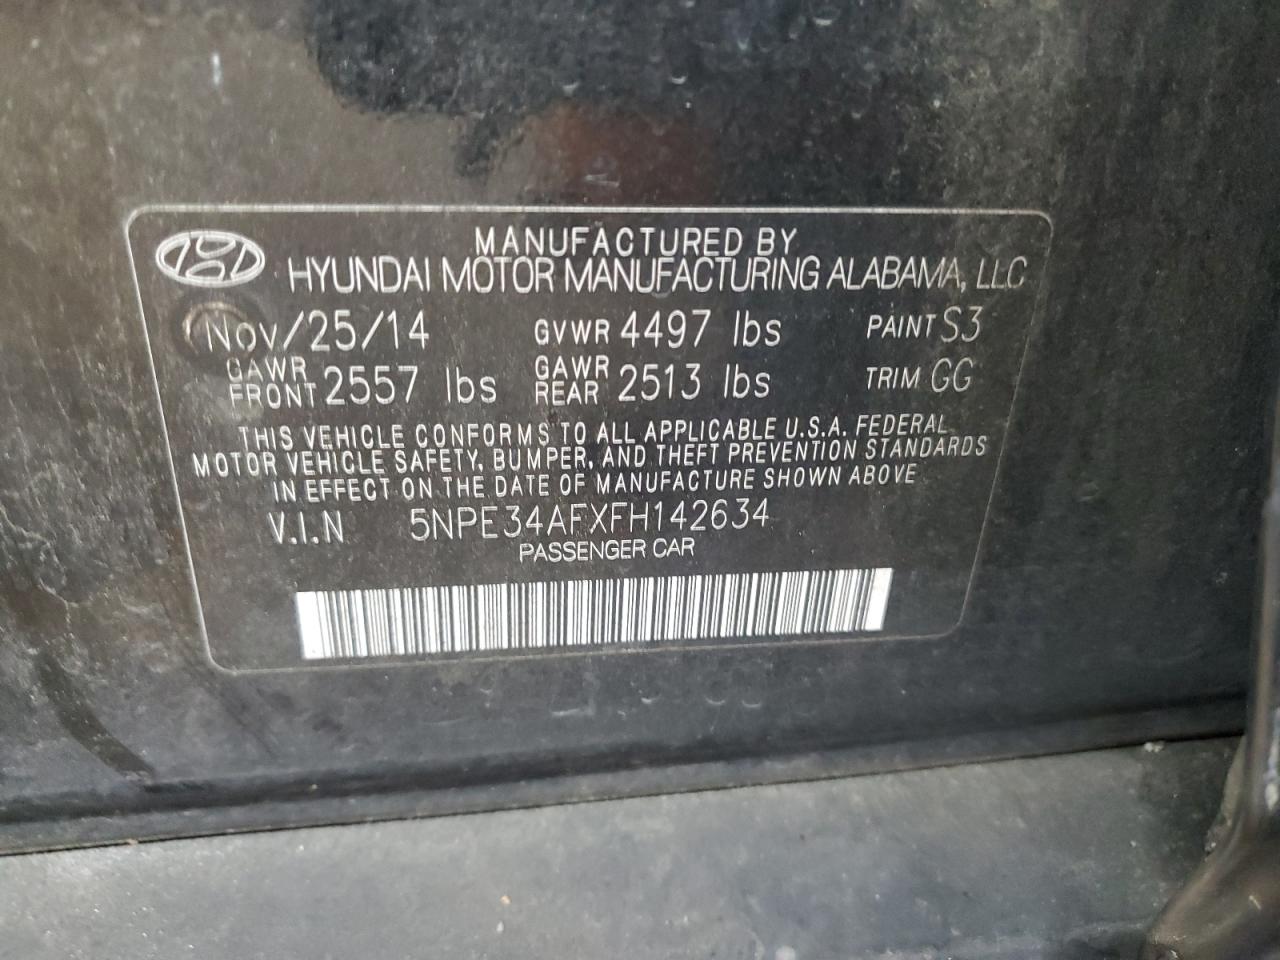 MANUFACTURED BY
HYUNDAI MOTOR MANUFACTURING ALABAMA, LLC
NOV/25/14 GVWR 4497 lbs PAINT S3
GAWR FRONT 2557 lbs GAWR REAR 2513 lbs TRIM GG
THIS VEHICLE CONFORMS TO ALL APPLICABLE U.S.A. FEDERAL
MOTOR VEHICLE SAFETY, BUMPER, AND THEFT PREVENTION STANDARDS
IN EFFECT ON THE DATE OF MANUFACTURE SHOWN ABOVE
V.I.N 5NPE34AFXFH142634
PASSENGER CAR